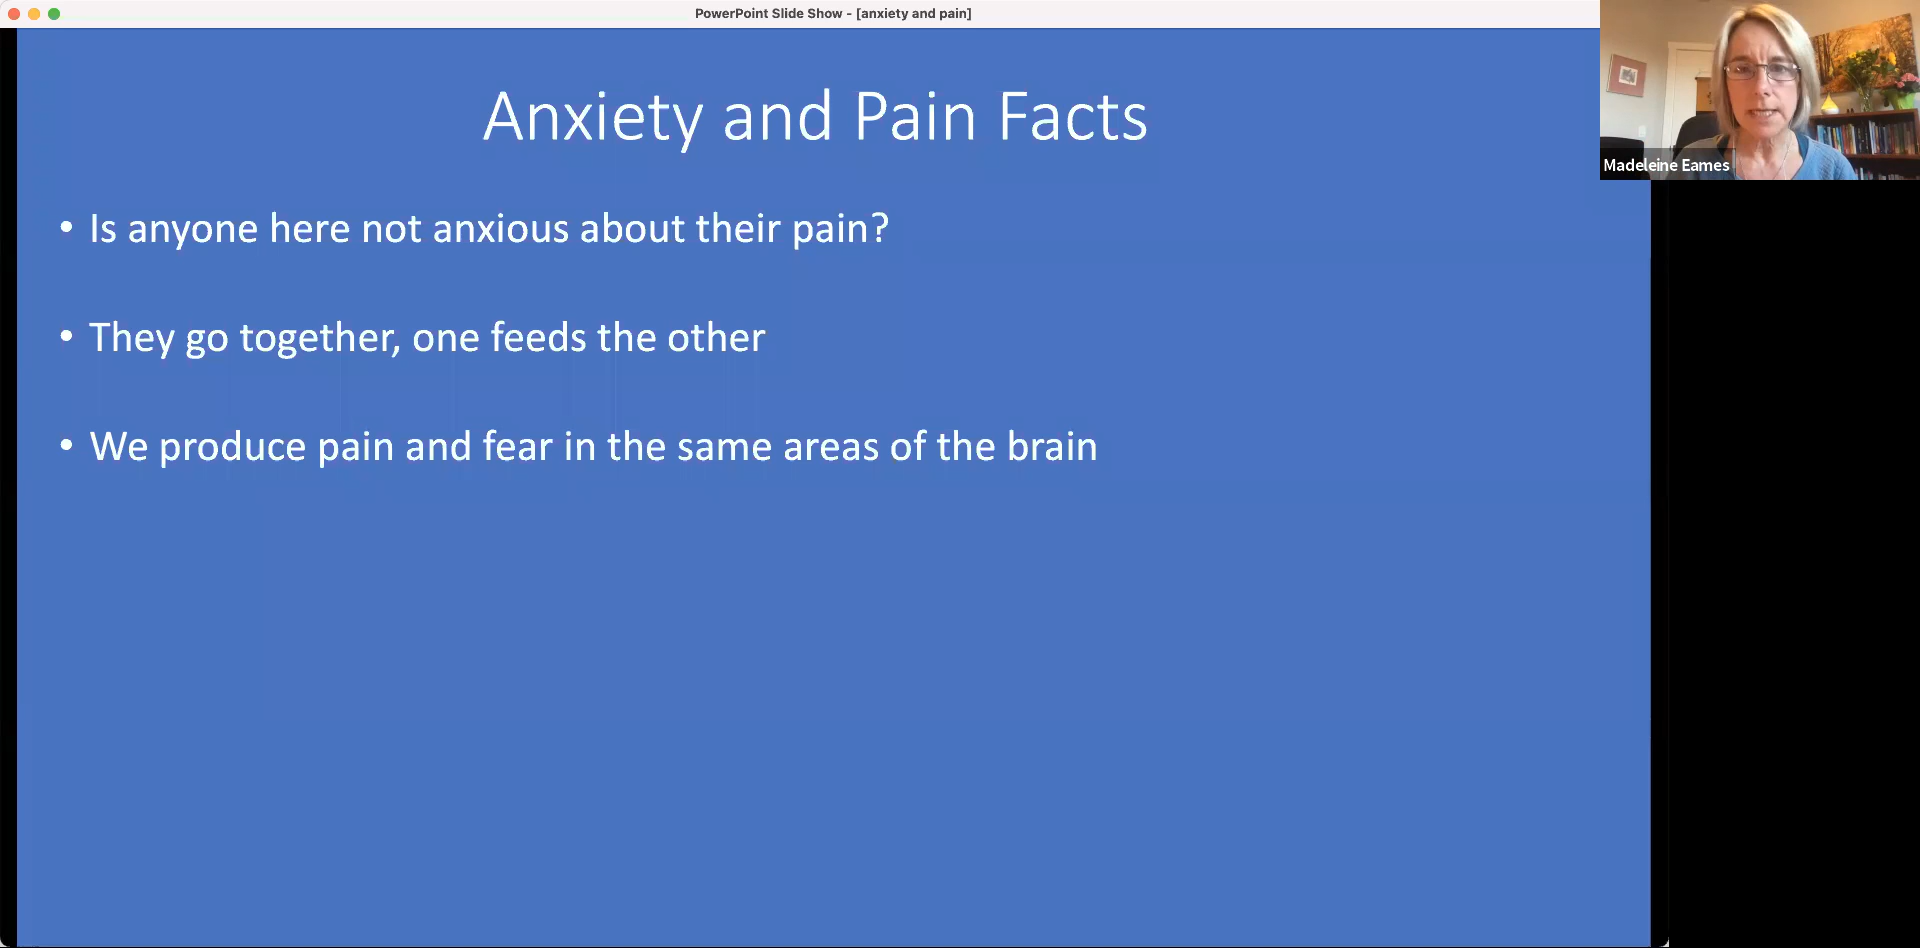 PowerPoint Slide Show - [anxiety and pain]
Anxiety and Pain Facts
• Is anyone here not anxious about their pain?
• They go together, one feeds the other
• We produce pain and fear in the same areas of the brain
Madeleine Eames